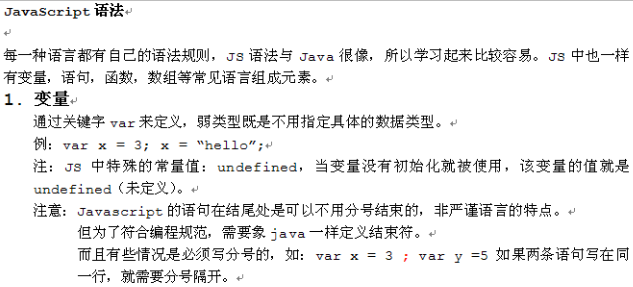 JavaScript 语法
每一种语言都有自己的语法规则，JS 语法与 Java 很像，所以学习起来比较容易。JS 中也一样
有变量，语句，函数，数组等常见语言组成元素。
1. 变量
通过关键字 var 来定义，弱类型既是不用指定具体的数据类型。
例：var x = 3; x = “hello”;
注：JS 中特殊的常量值：undefined，当变量没有初始化就被使用，该变量的值就是
undefined（未定义）。
注意：Javascript 的语句在结尾处是可以不用分号结束的，非严谨语言的特点。
但为了符合编程规范，需要象 java 一样定义结束符。
而且有些情况是必须写分号的，如：var x = 3 ; var y =5 如果两条语句写在同
一行，就需要分号隔开。